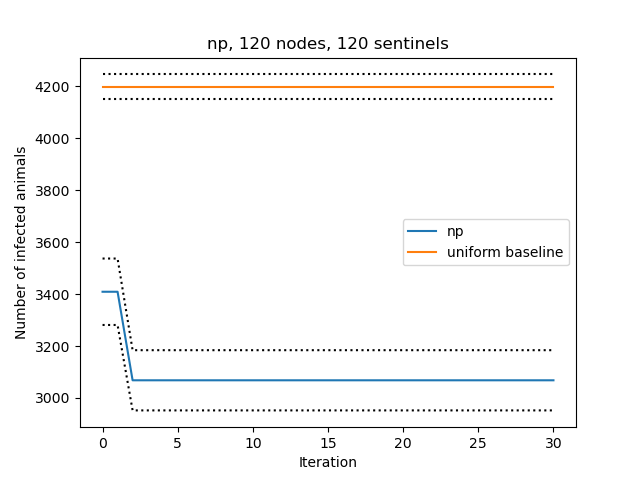 np, 120 nodes, 120 sentinels
Number of infected animals
4200
4000
3800
3600
3400
3200
3000
np
uniform baseline
0 5 10 15 20 25 30
Iteration